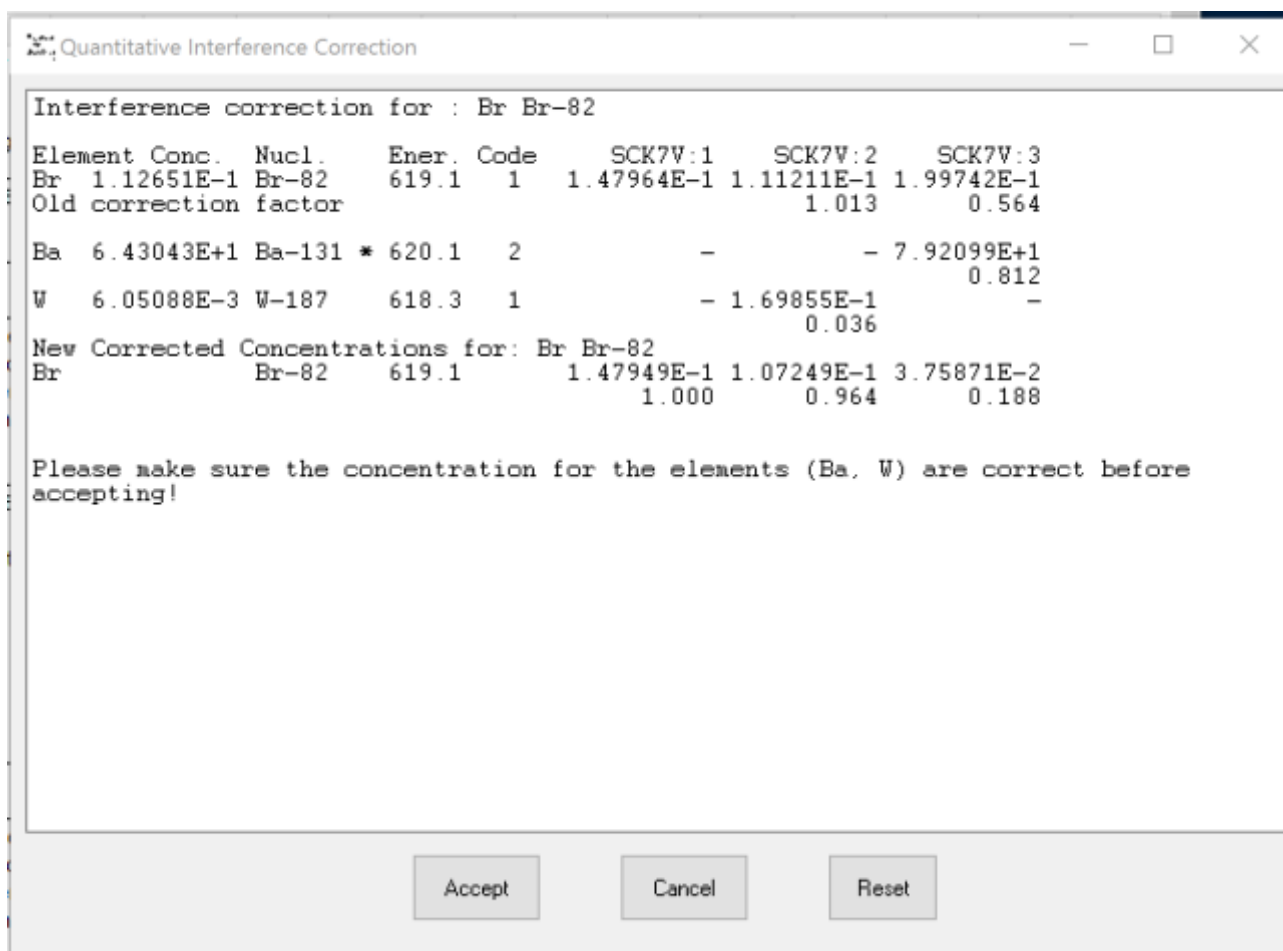 Quantitative Interference Correction
Interference correction for : Br Br-82
Element Conc. Nucl. Ener. Code SCK7V:1 SCK7V:2 SCK7V:3
Br 1.12651E-1 Br-82 619.1 1 1.47964E-1 1.11211E-1 1.99742E-1
Old correction factor 1.013 0.564
Ba 6.43043E+1 Ba-131 * 620.1 2 - - 7.92099E+1
0.812
W 6.05088E-3 W-187 618.3 1 - 1.69855E-1 -
0.036
New Corrected Concentrations for: Br Br-82
Br Br-82 619.1 1.47949E-1 1.07249E-1 3.75871E-2
1.000 0.964 0.188
Please make sure the concentration for the elements (Ba, W) are correct before
accepting!
Accept Cancel Reset